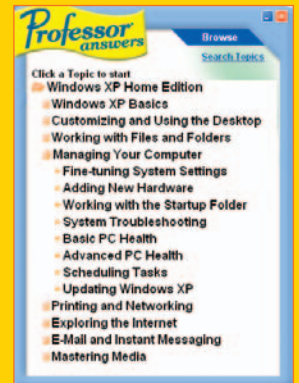 Professor
answers
Browse
Search Topics
Click a Topic to start
Windows XP Home Edition
Windows XP Basics
Customizing and Using the Desktop
Working with Files and Folders
Managing Your Computer
Fine-tuning System Settings
Adding New Hardware
Working with the Startup Folder
System Troubleshooting
Basic PC Health
Advanced PC Health
Scheduling Tasks
Updating Windows XP
Printing and Networking
Exploring the Internet
E-Mail and Instant Messaging
Mastering Media